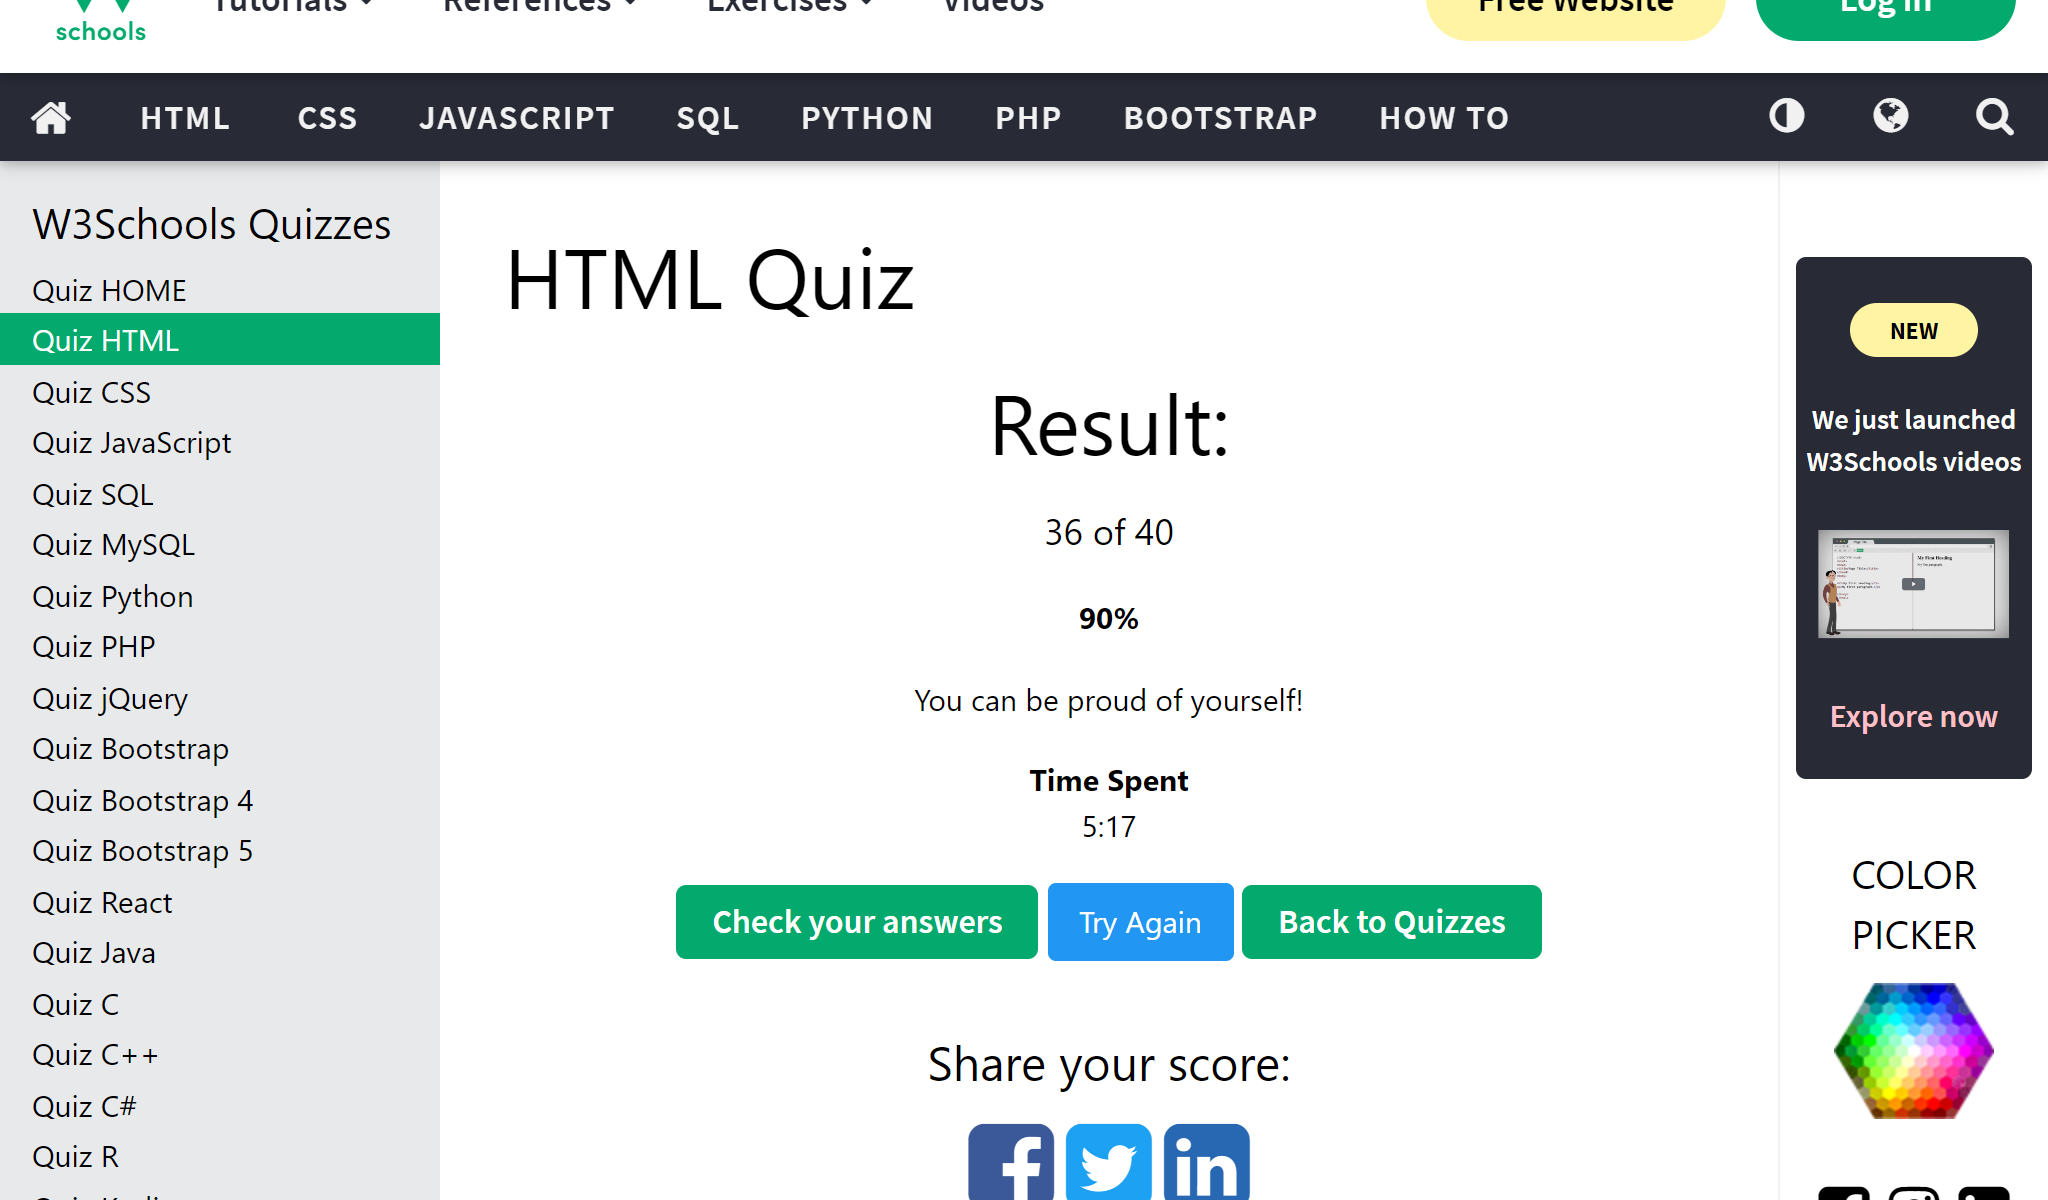 Tutorials
References
Exercises
Videos
Free Website
Log in
schools
HTML
CSS
JAVASCRIPT
SQL
PYTHON
PHP
BOOTSTRAP
HOW TO
W3Schools Quizzes
Quiz HOME
Quiz HTML
Quiz CSS
Quiz JavaScript
Quiz SQL
Quiz MySQL
Quiz Python
Quiz PHP
Quiz jQuery
Quiz Bootstrap
Quiz Bootstrap 4
Quiz Bootstrap 5
Quiz React
Quiz Java
Quiz C
Quiz C++
Quiz C#
Quiz R
HTML Quiz
Result:
36 of 40
90%
You can be proud of yourself!
Time Spent
5:17
Check your answers
Try Again
Back to Quizzes
Share your score:
NEW
We just launched
W3Schools videos
Explore now
COLOR
PICKER